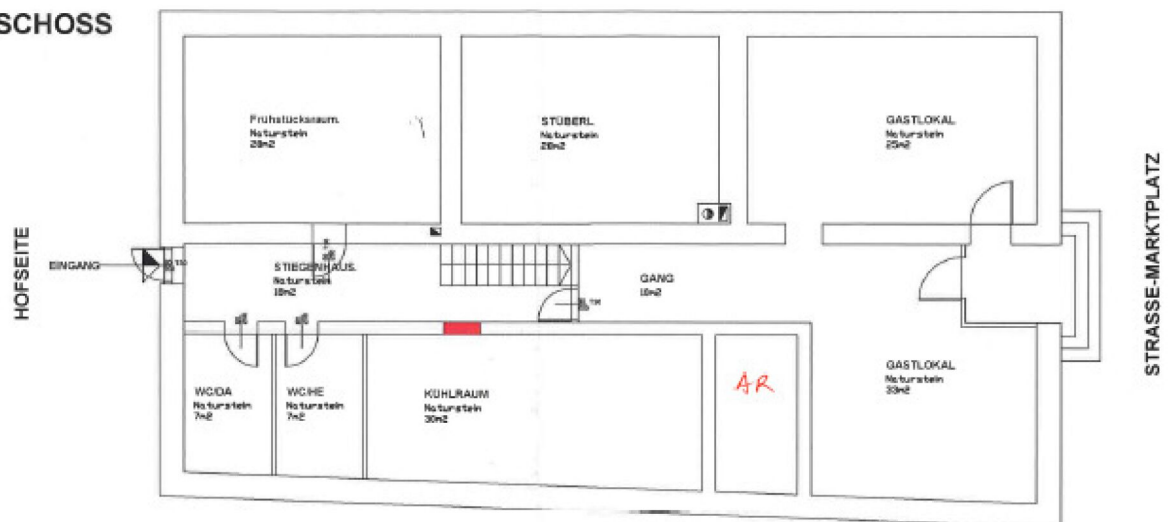 SCHOSS
Frühstücksraum.
Naturstein
28m2
STÜBERL
Naturstein
28m2
GASTLOKAL
Naturstein
25m2
HOFSEITE
EINGANG
STIEGENHAUS.
Naturstein
18m2
GANG
10m2
STRASSE-MARKTPLATZ
WC/DA
Naturstein
7m2
WC/HE
Naturstein
7m2
KÜHLRAUM
Naturstein
30m2
AR
GASTLOKAL
Naturstein
33m2